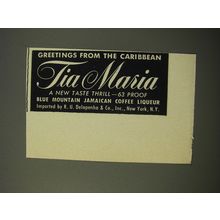 GREETINGS FROM THE CARIBBEAN
Tia Maria
A NEW TASTE THRILL—63 PROOF
BLUE MOUNTAIN JAMAICAN COFFEE LIQUEUR
Imported by R. U. Delapenha & Co., Inc., New York, N.Y.